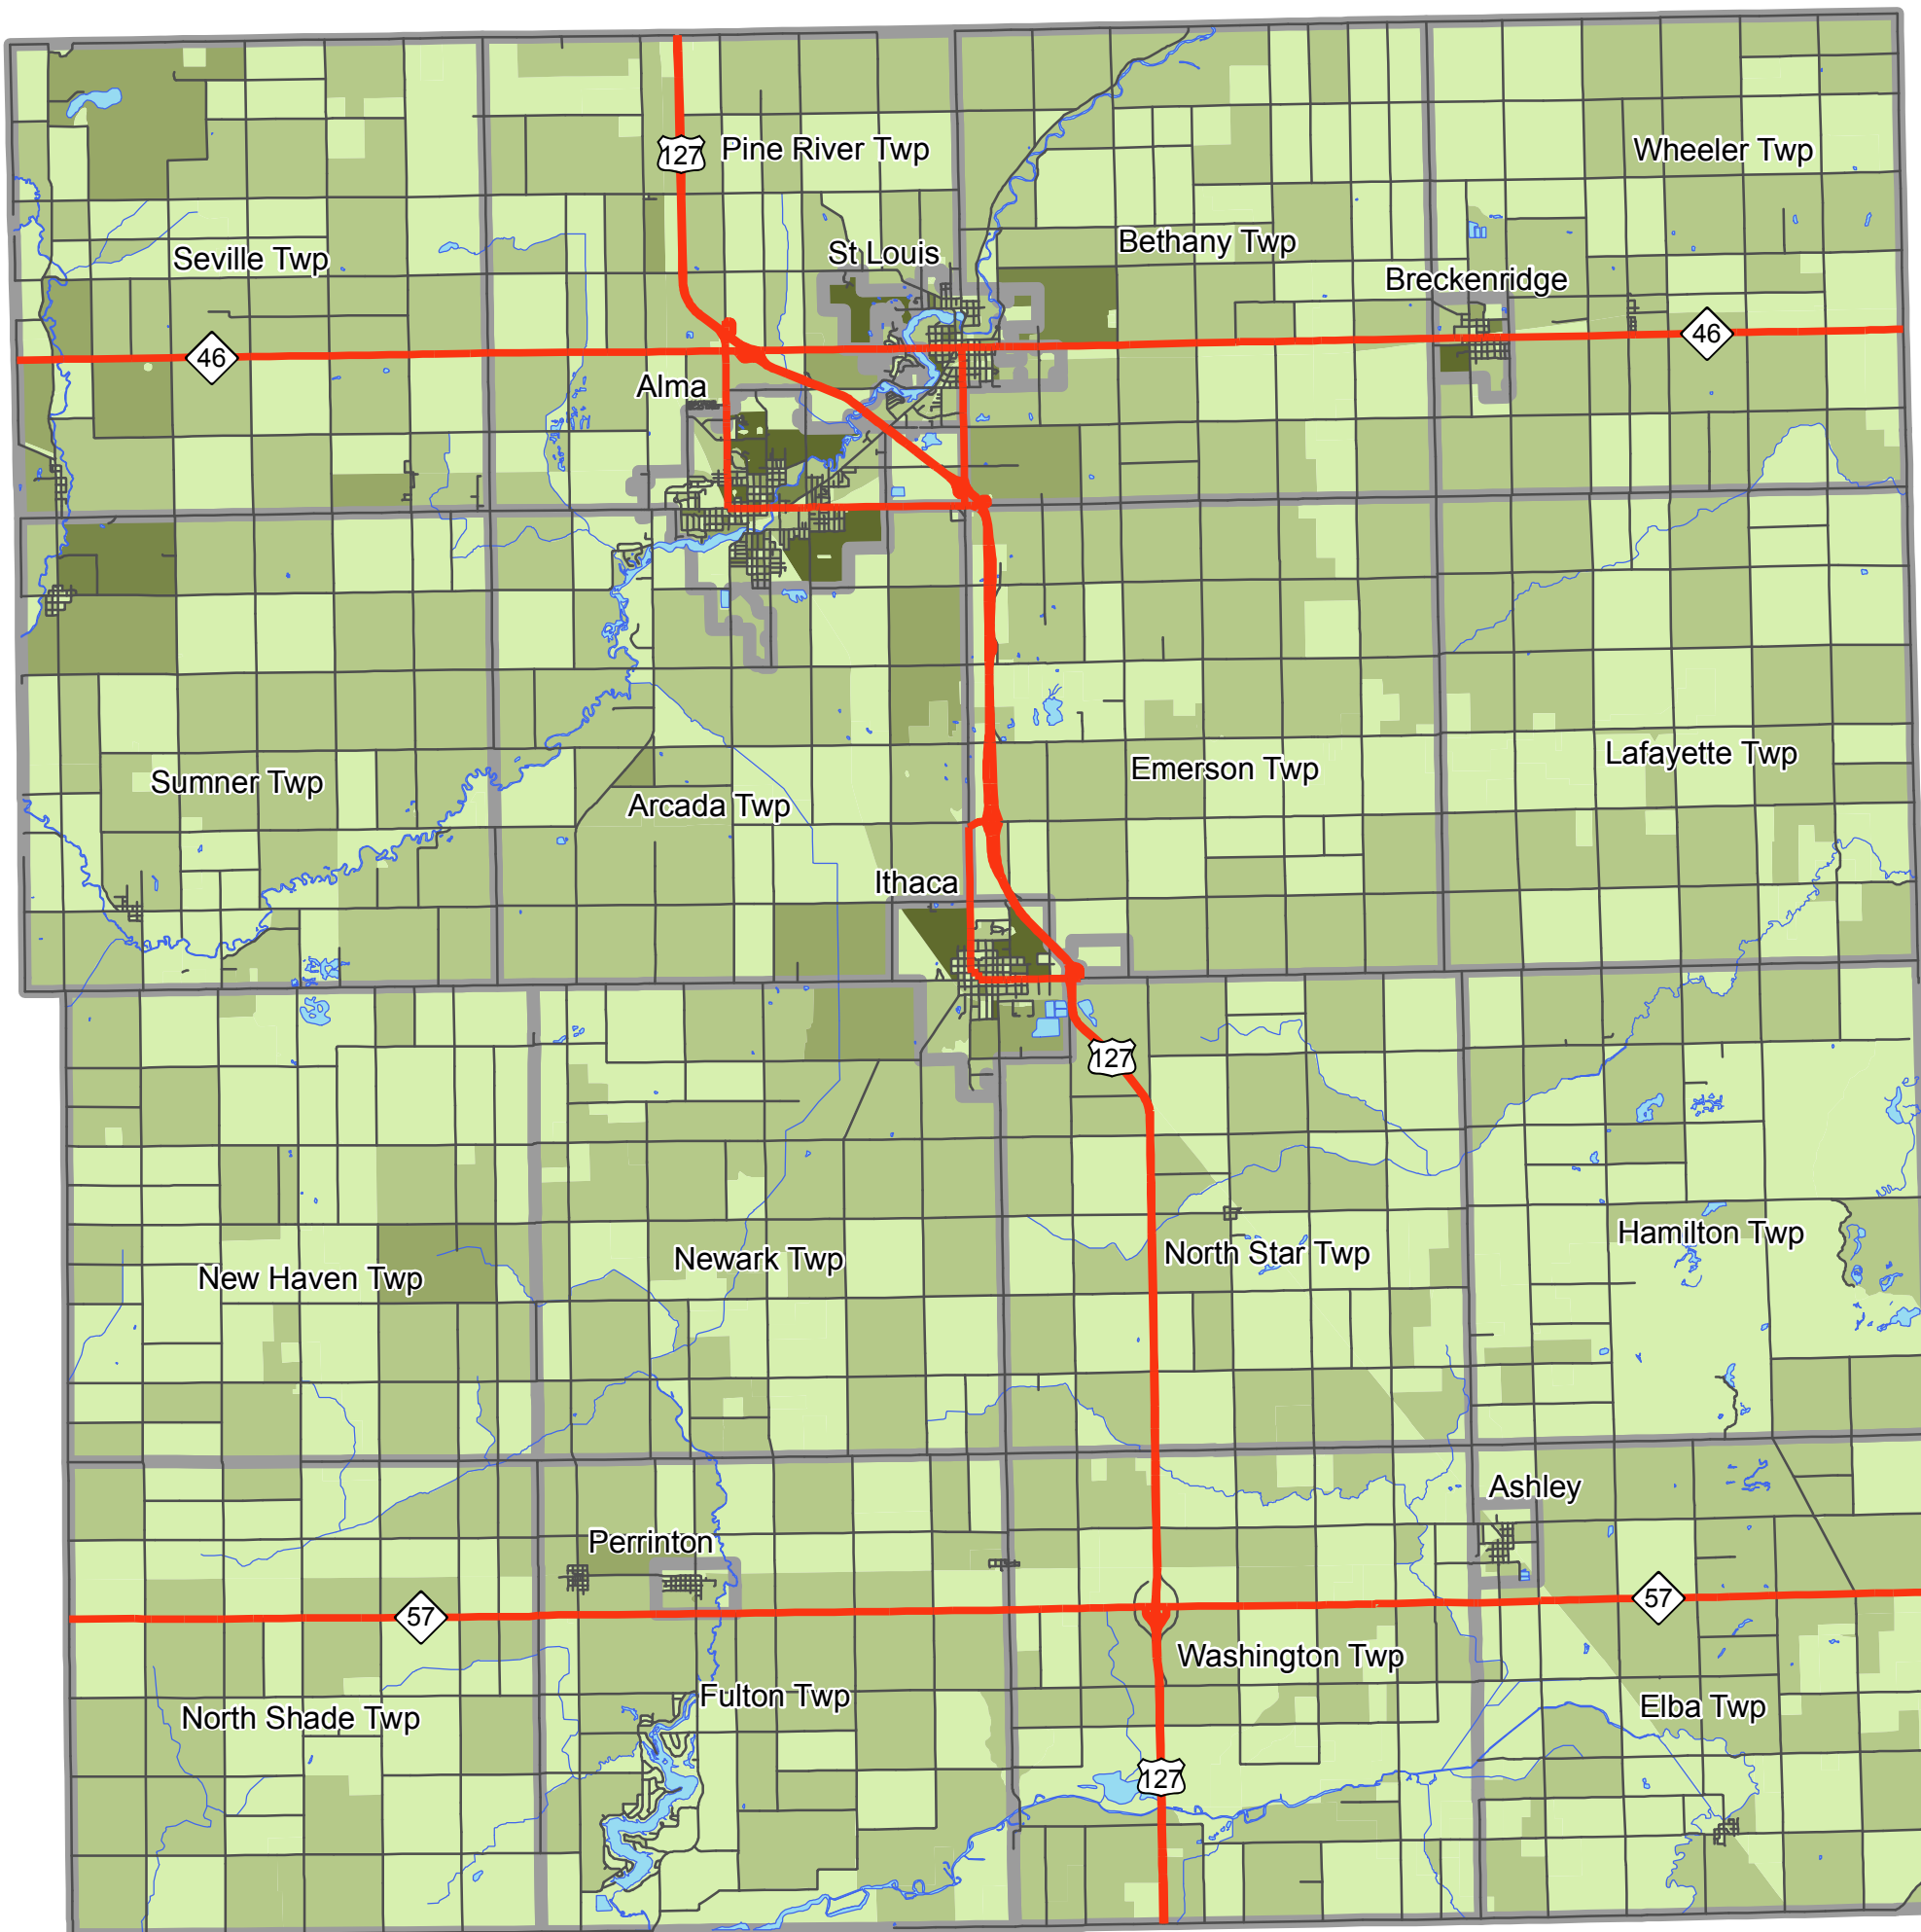 127
Pine River Twp
Wheeler Twp
Seville Twp
St Louis
Bethany Twp
Breckenridge
46
46
Alma
Sumner Twp
Arcada Twp
Emerson Twp
Lafayette Twp
Ithaca
127
New Haven Twp
Newark Twp
North Star Twp
Hamilton Twp
Ashley
Perrinton
57
57
Washington Twp
North Shade Twp
Fulton Twp
Elba Twp
127